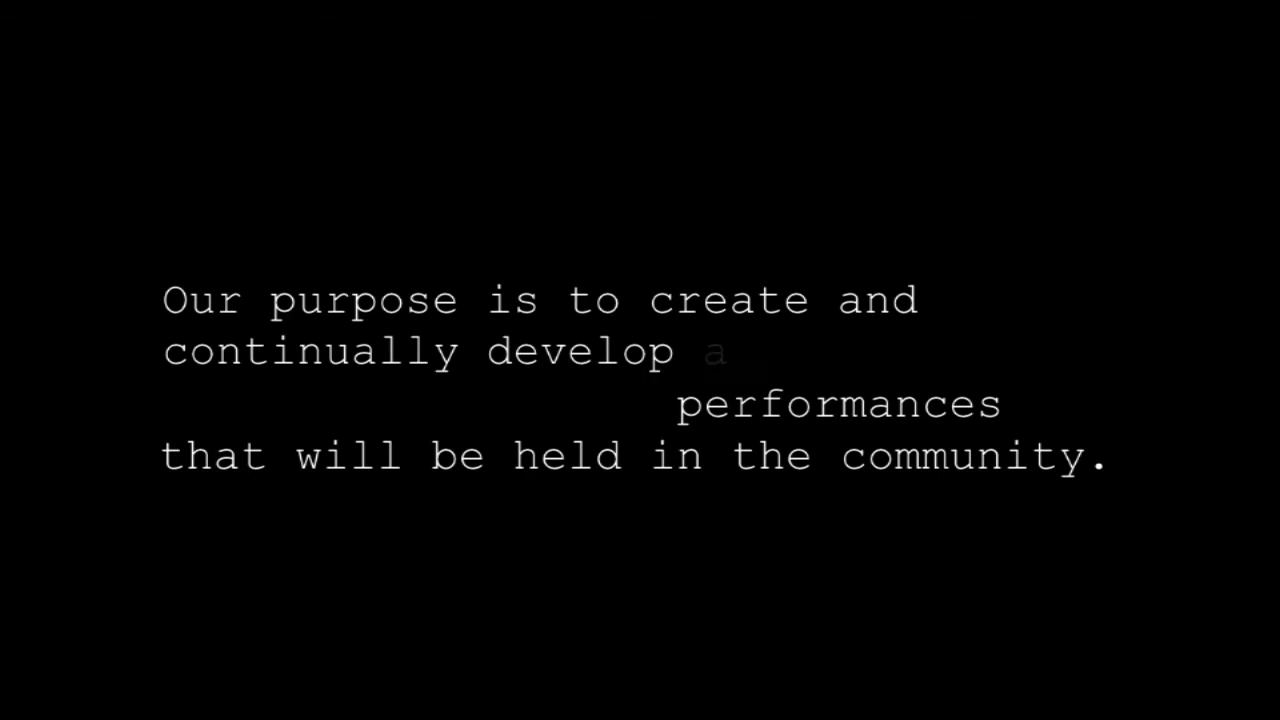 Our purpose is to create and
continually develop a
performances
that will be held in the community.